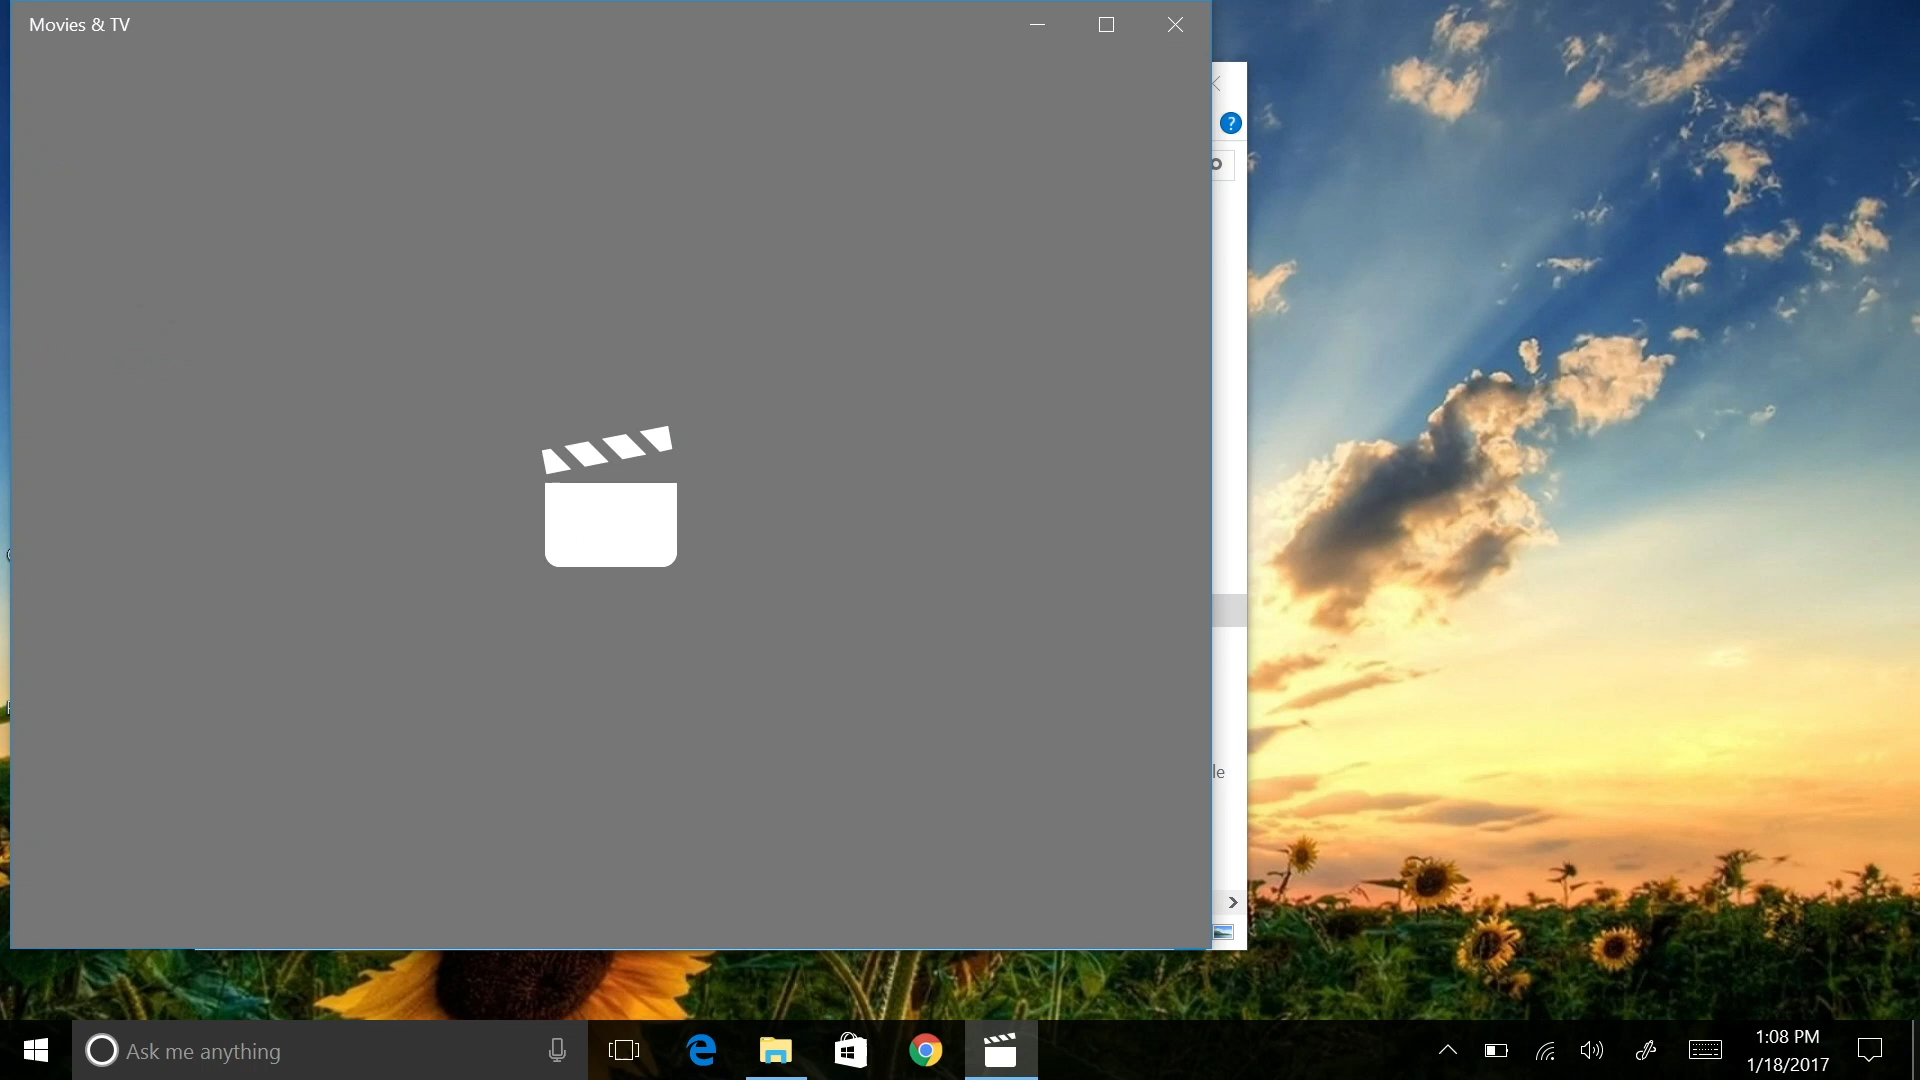 Movies & TV
?
le
Ask me anything
1:08 PM
1/18/2017